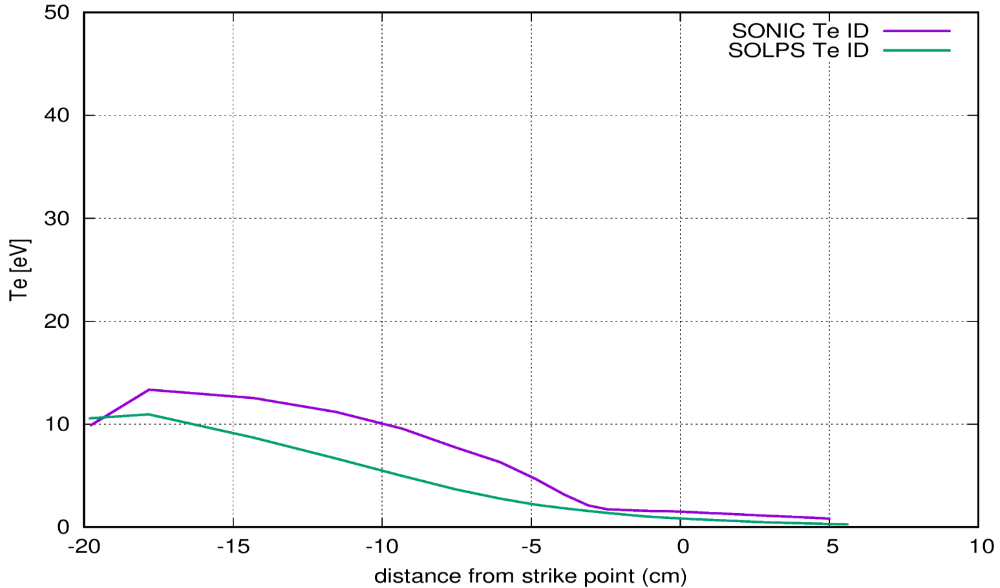 50
40
30
20
10
0
Te [eV]
SONIC Te ID
SOLPS Te ID
-20 -15 -10 -5 0 5 10
distance from strike point (cm)